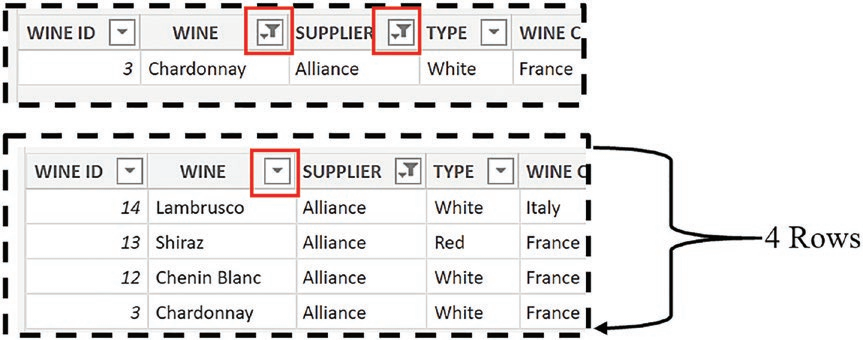 WINE ID WINE SUPPLIER TYPE WINE C
3 Chardonnay Alliance White France
WINE ID WINE SUPPLIER TYPE WINE C
14 Lambrusco Alliance White Italy
13 Shiraz Alliance Red France
12 Chenin Blanc Alliance White France
3 Chardonnay Alliance White France
4 Rows